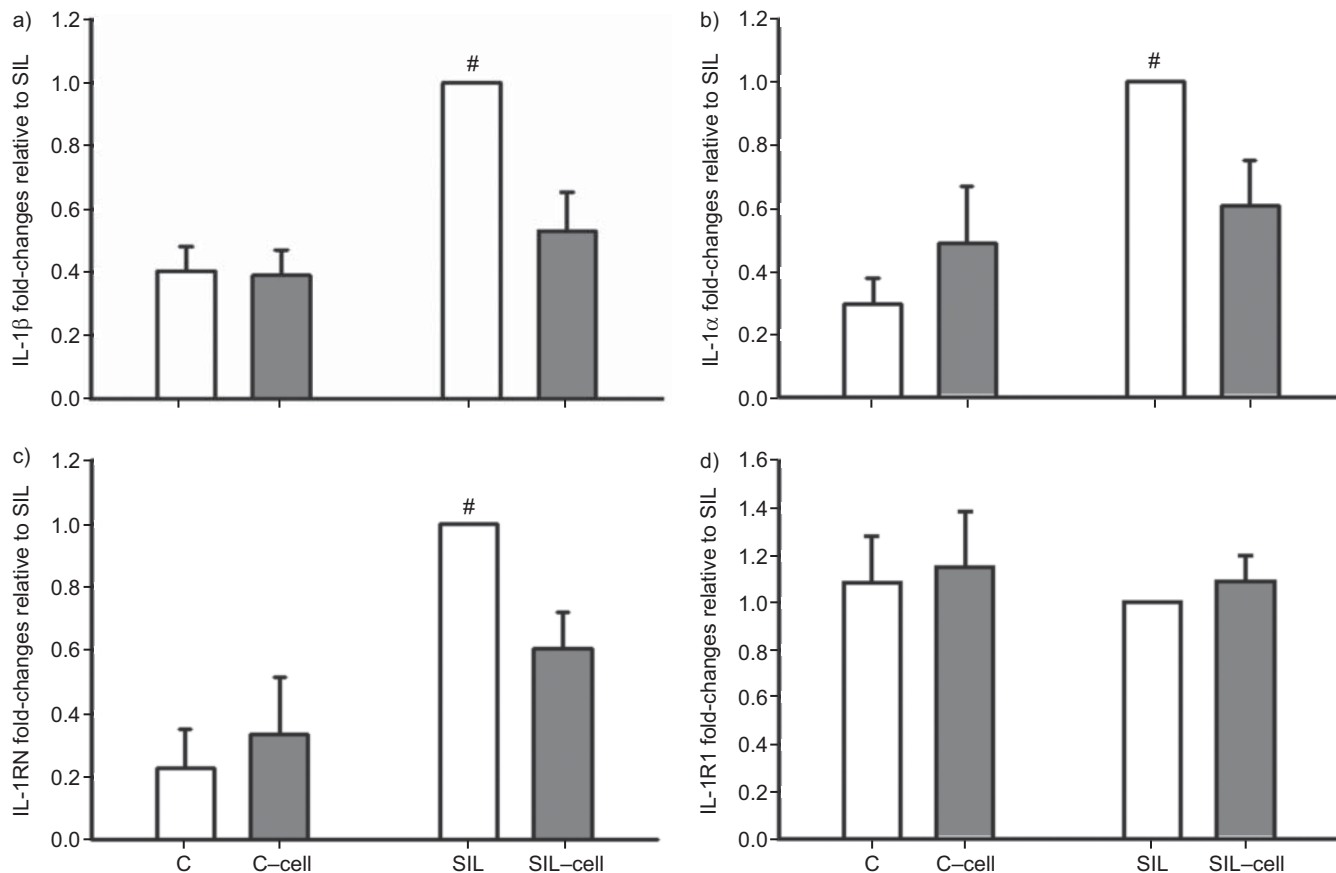 a)
IL-1β fold-changes relative to SIL
1.2
1.0
0.8
0.6
0.4
0.2
0.0
#
b)
IL-1α fold-changes relative to SIL
1.2
1.0
0.8
0.6
0.4
0.2
0.0
#
c)
IL-1RN fold-changes relative to SIL
1.2
1.0
0.8
0.6
0.4
0.2
0.0
#
C
C–cell
SIL
SIL–cell
d)
IL-1R1 fold-changes relative to SIL
1.6
1.4
1.2
1.0
0.8
0.6
0.4
0.2
0.0
C
C–cell
SIL
SIL–cell